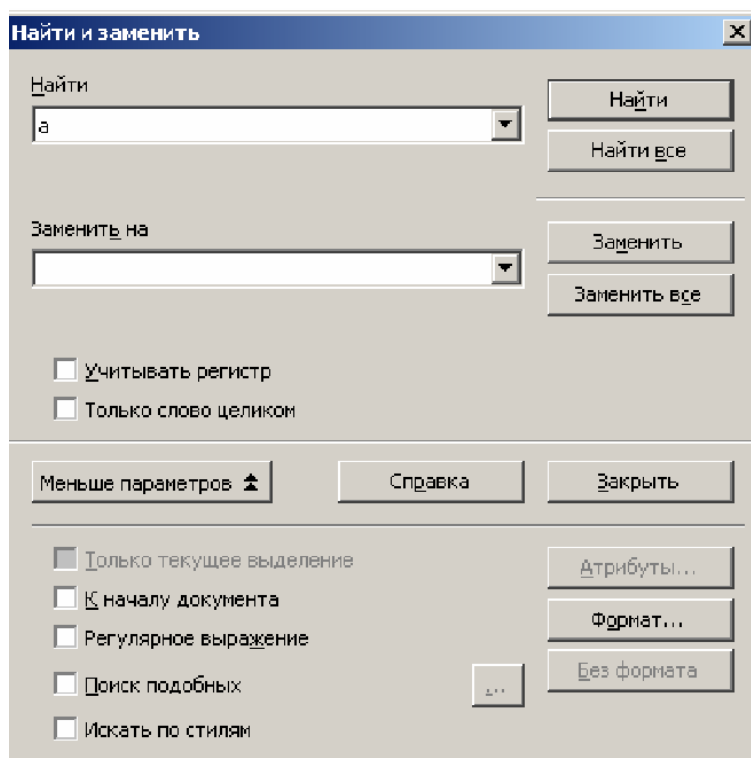 Найти и заменить
Найти
а
Найти
Найти все
Заменить на
Заменить
Заменить все
Учитывать регистр
Только слово целиком
Меньше параметров
Справка
Закрыть
Только текущее выделение
К началу документа
Регулярное выражение
Поиск подобных
...
Искать по стилям
Атрибуты...
Формат...
Без формата